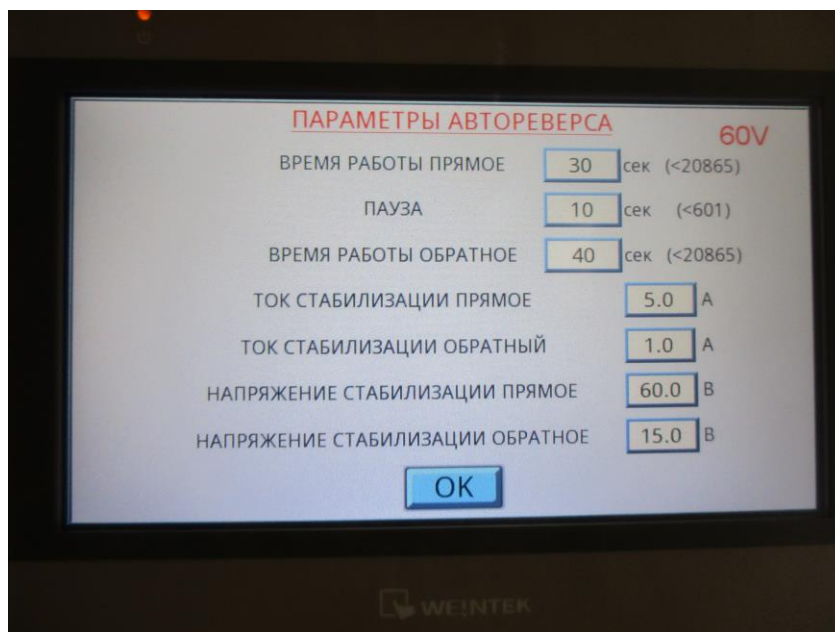 ПАРАМЕТРЫ АВТОРЕВЕРСА
60V
ВРЕМЯ РАБОТЫ ПРЯМОЕ 30 сек (<20865)
ПАУЗА 10 сек (<601)
ВРЕМЯ РАБОТЫ ОБРАТНОЕ 40 сек (<20865)
ТОК СТАБИЛИЗАЦИИ ПРЯМОЕ 5.0 А
ТОК СТАБИЛИЗАЦИИ ОБРАТНЫЙ 1.0 А
НАПРЯЖЕНИЕ СТАБИЛИЗАЦИИ ПРЯМОЕ 60.0 В
НАПРЯЖЕНИЕ СТАБИЛИЗАЦИИ ОБРАТНОЕ 15.0 В
OK
WEINTEK